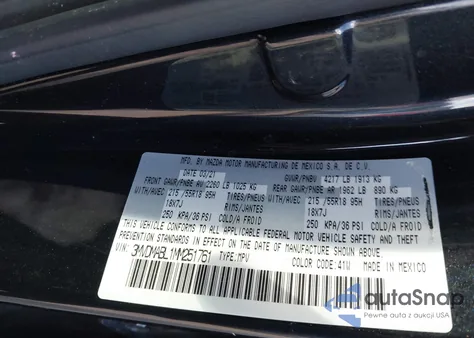 MFD. BY MAZDA MOTOR MANUFACTURING DE MEXICO S.A. DE C.V.
DATE 03/21 GVWR/PNBV 4217 LB 1913 KG
FRONT GAWR/PNBE AV 2260 LB 1025 KG REAR GAWR/PNBE AR 1962 LB 890 KG
WITH/AVEC 215/55R18 95H TIRES/PNEUS WITH/AVEC 215/55R18 95H TIRES/PNEUS
18X7J RIMS/JANTES 18X7J RIMS/JANTES
250 KPA/36 PSI COLD/FROID 250 KPA/36 PSI COLD/FROID
THIS VEHICLE CONFORMS TO ALL APPLICABLE FEDERAL MOTOR VEHICLE SAFETY AND
THEFT PREVENTION STANDARDS IN EFFECT ON THE DATE OF MANUFACTURE SHOWN ABOVE.
TYPE: MPV COLOR CODE: 41W MADE IN MEXICO
autoSnap
Pewne auto z aukcji USA